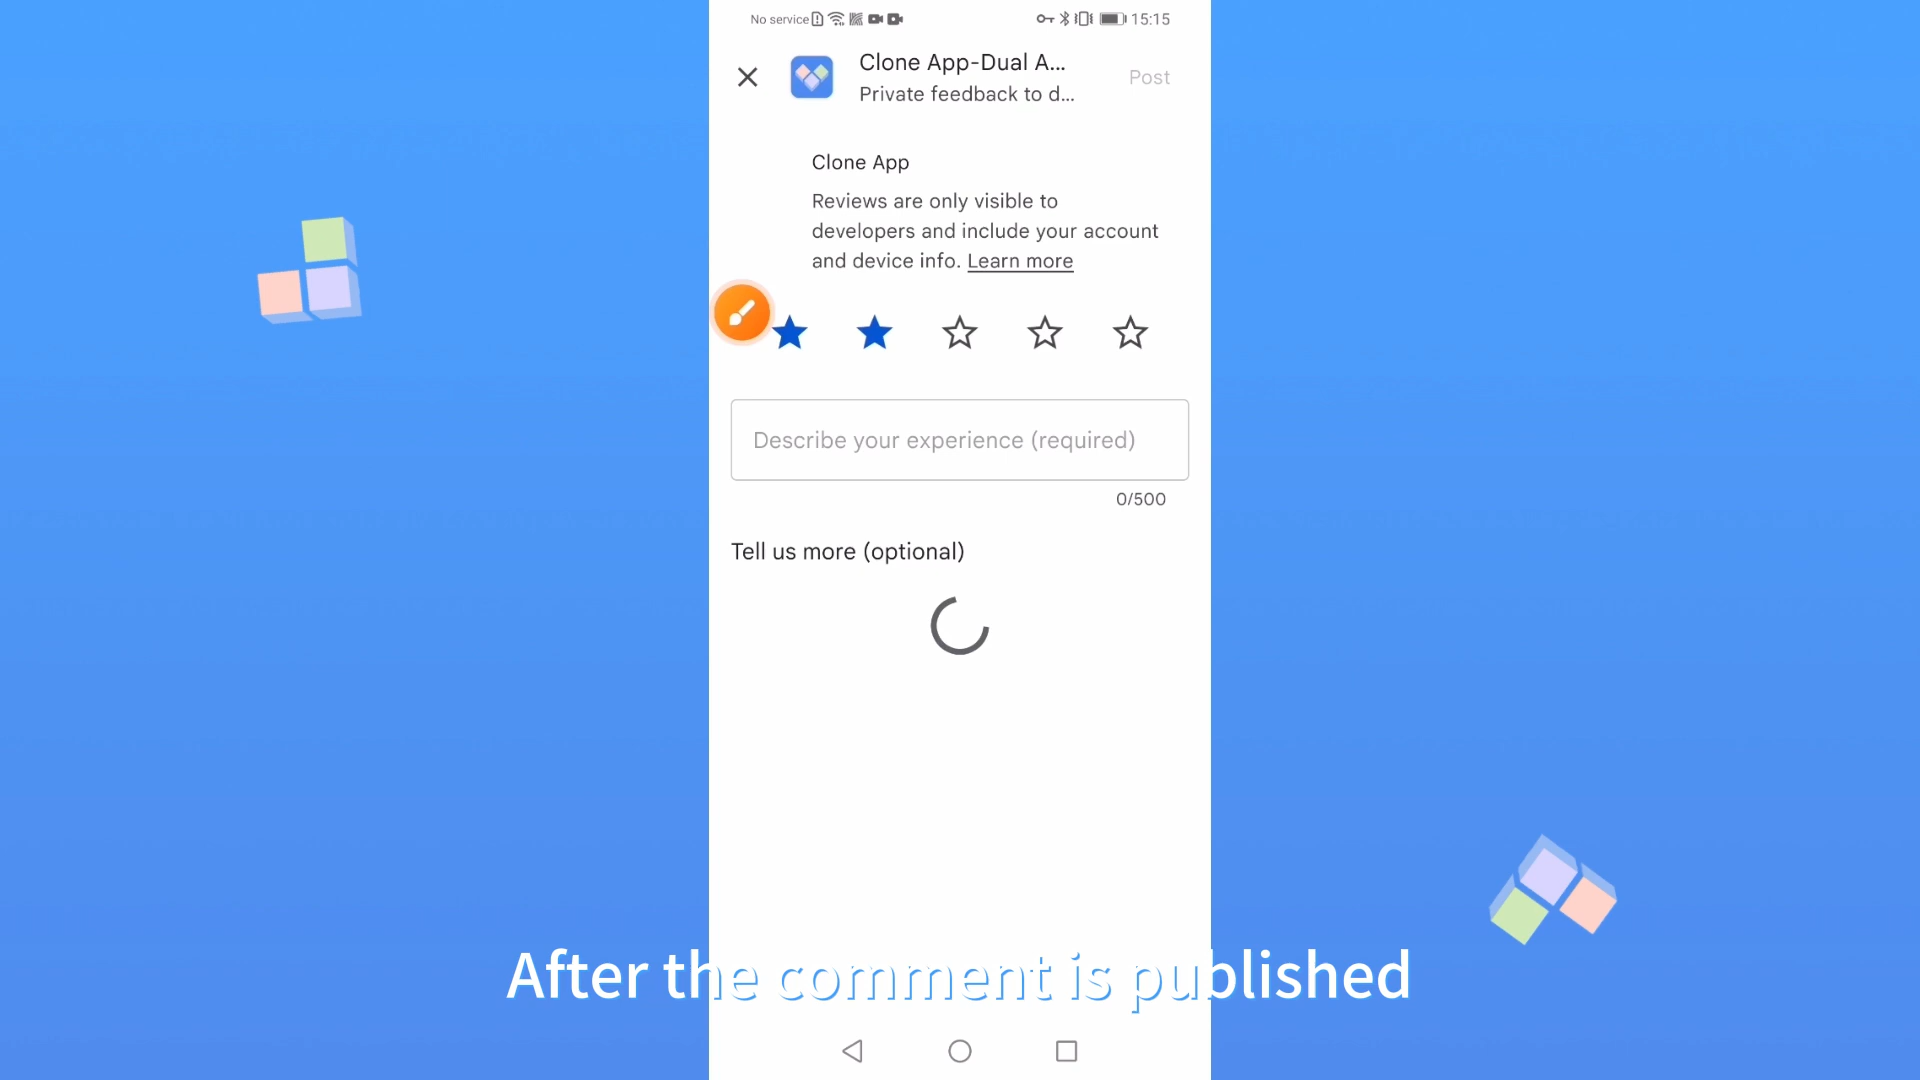 No service
15:15
Clone App-Dual A...
Private feedback to d...
Post
Clone App
Reviews are only visible to
developers and include your account
and device info. Learn more
Describe your experience (required)
0/500
Tell us more (optional)
After the comment is published